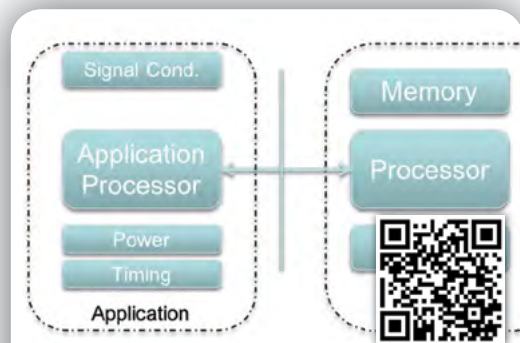 Signal Cond.
Application
Processor
Power
Timing
Application
Memory
Processor